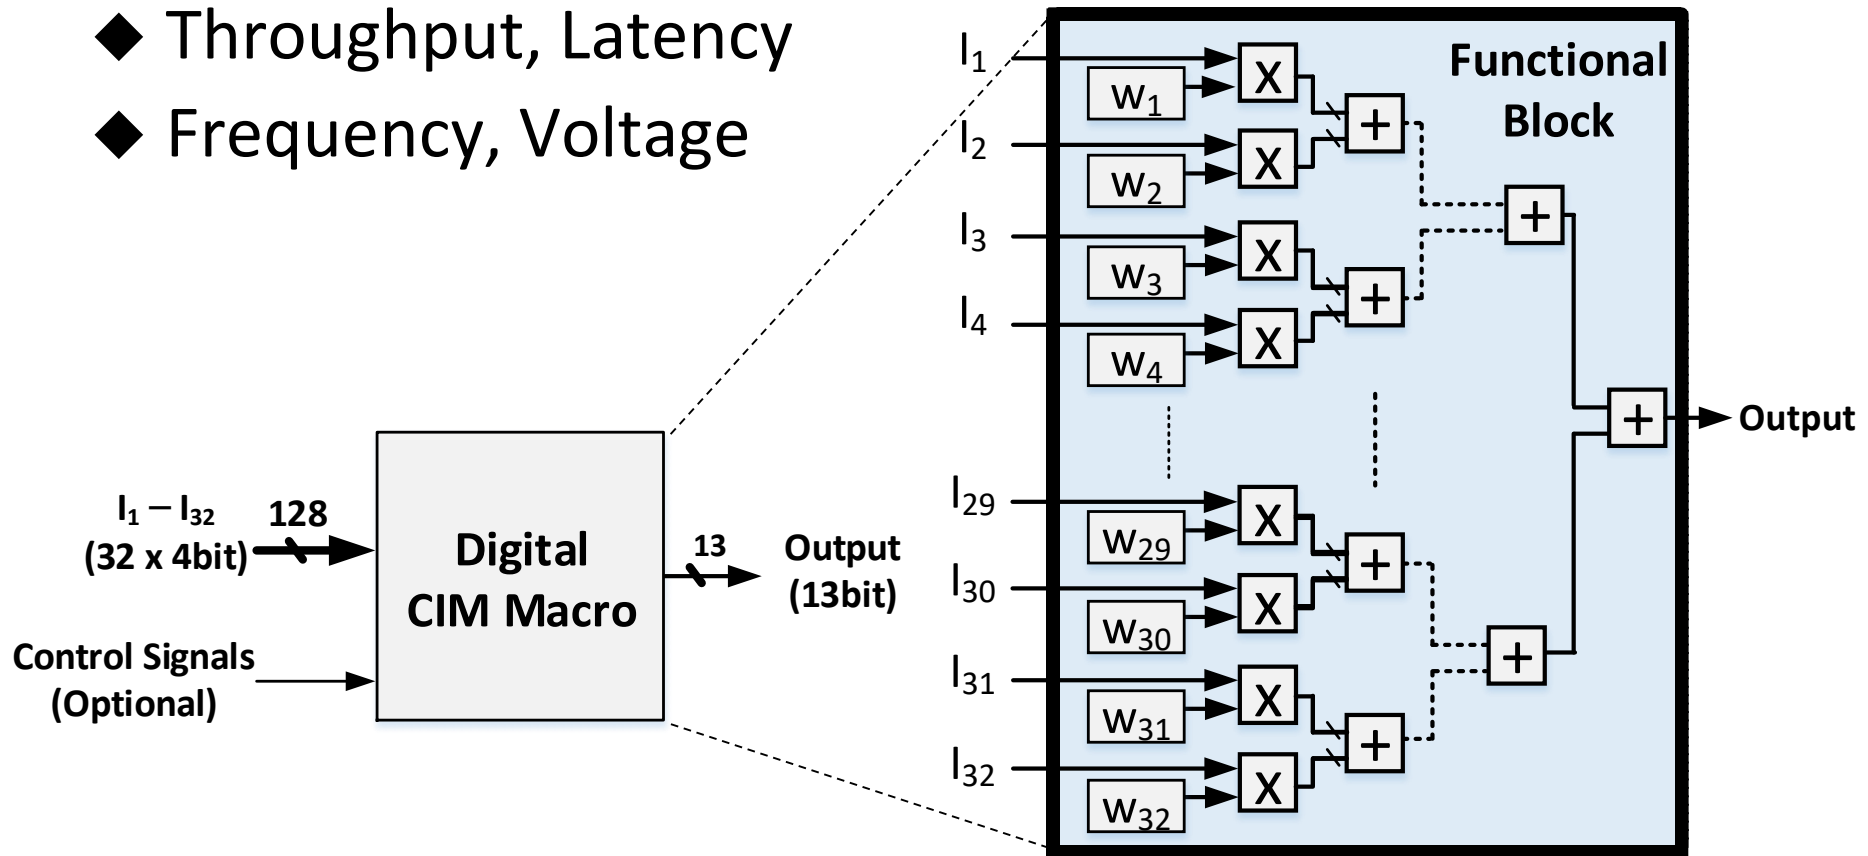 ◆ Throughput, Latency
◆ Frequency, Voltage
I₁ – I₃₂
(32 x 4bit)
128
Control Signals
(Optional)
Digital
CIM Macro
13
Output
(13bit)
Functional
Block
I₁
W₁
X
+
I₂
W₂
X
+
I₃
W₃
X
+
I₄
W₄
X
+
Output
I₂₉
W₂₉
X
+
I₃₀
W₃₀
X
+
I₃₁
W₃₁
X
+
I₃₂
W₃₂
X